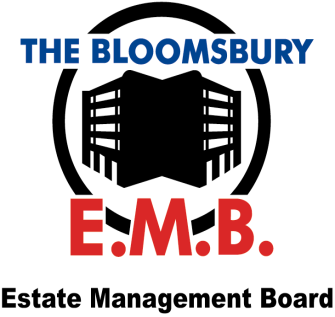 THE BLOOMSBURY
E.M.B.
Estate Management Board